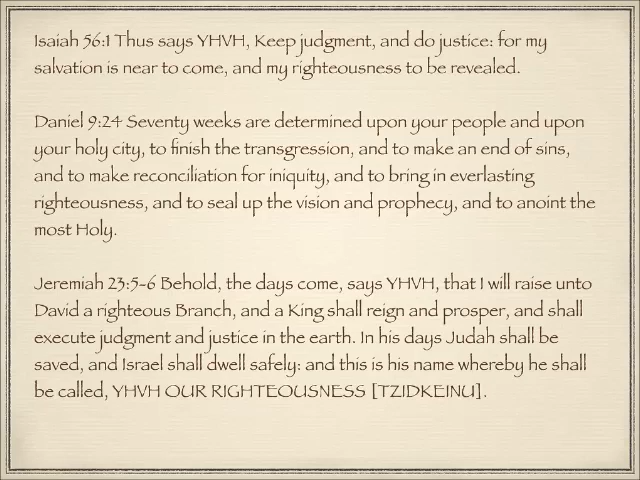 Isaiah 56:1 Thus says YHVH, Keep judgment, and do justice: for my
salvation is near to come, and my righteousness to be revealed.
Daniel 9:24 Seventy weeks are determined upon your people and upon
your holy city, to finish the transgression, and to make an end of sins,
and to make reconciliation for iniquity, and to bring in everlasting
righteousness, and to seal up the vision and prophecy, and to anoint the
most Holy.
Jeremiah 23:5-6 Behold, the days come, says YHVH, that I will raise unto
David a righteous Branch, and a King shall reign and prosper, and shall
execute judgment and justice in the earth. In his days Judah shall be
saved, and Israel shall dwell safely: and this is his name whereby he shall
be called, YHVH OUR RIGHTEOUSNESS [TZIDKEINU].